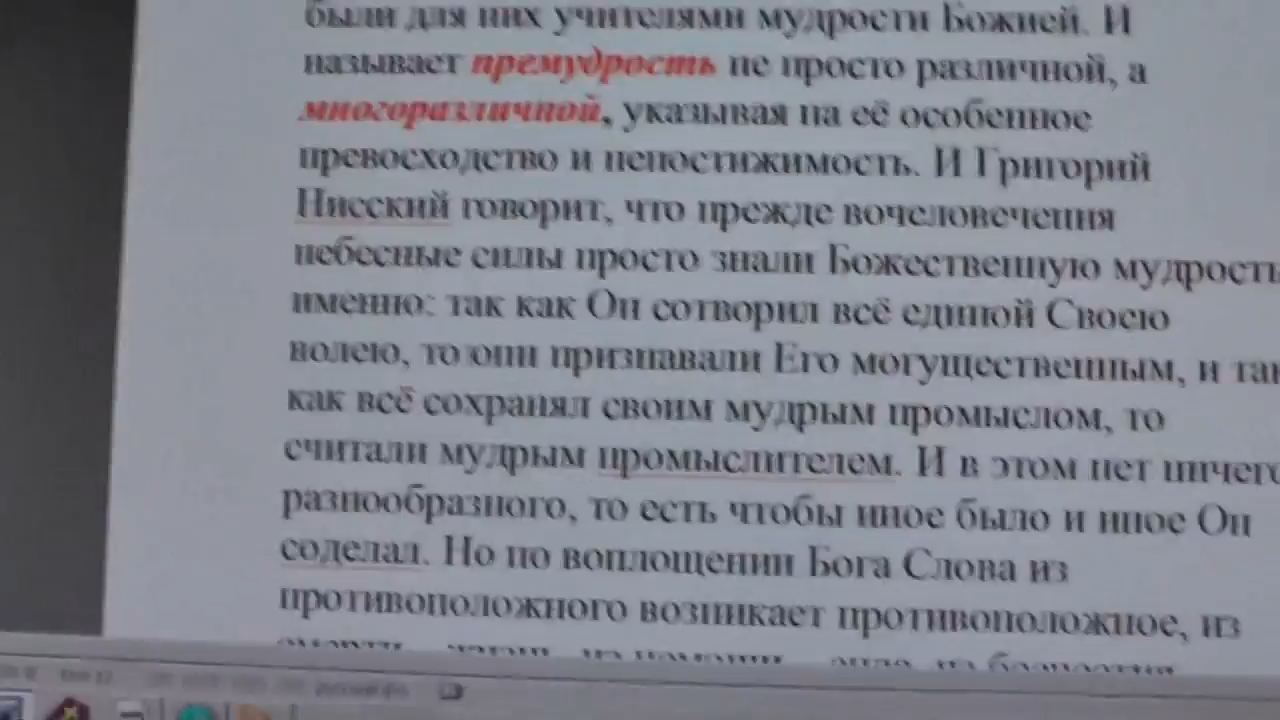 были для них учителями мудрости Божией. И
называет премудрость не просто различной, а
многоразличной, указывая на её особенное
превосходство и непостижимость. И Григорий
Нисский говорит, что прежде вочеловечения
небесные силы просто знали Божественную мудрость
именно: так как Он сотворил всё единой Своею
волею, то они признавали Его могущественным, и так
как всё сохранял своим мудрым промыслом, то
считали мудрым промыслителем. И в этом нет ничего
разнообразного, то есть чтобы иное было и иное Он
соделал. Но по воплощении Бога Слова из
противоположного возникает противоположное, из